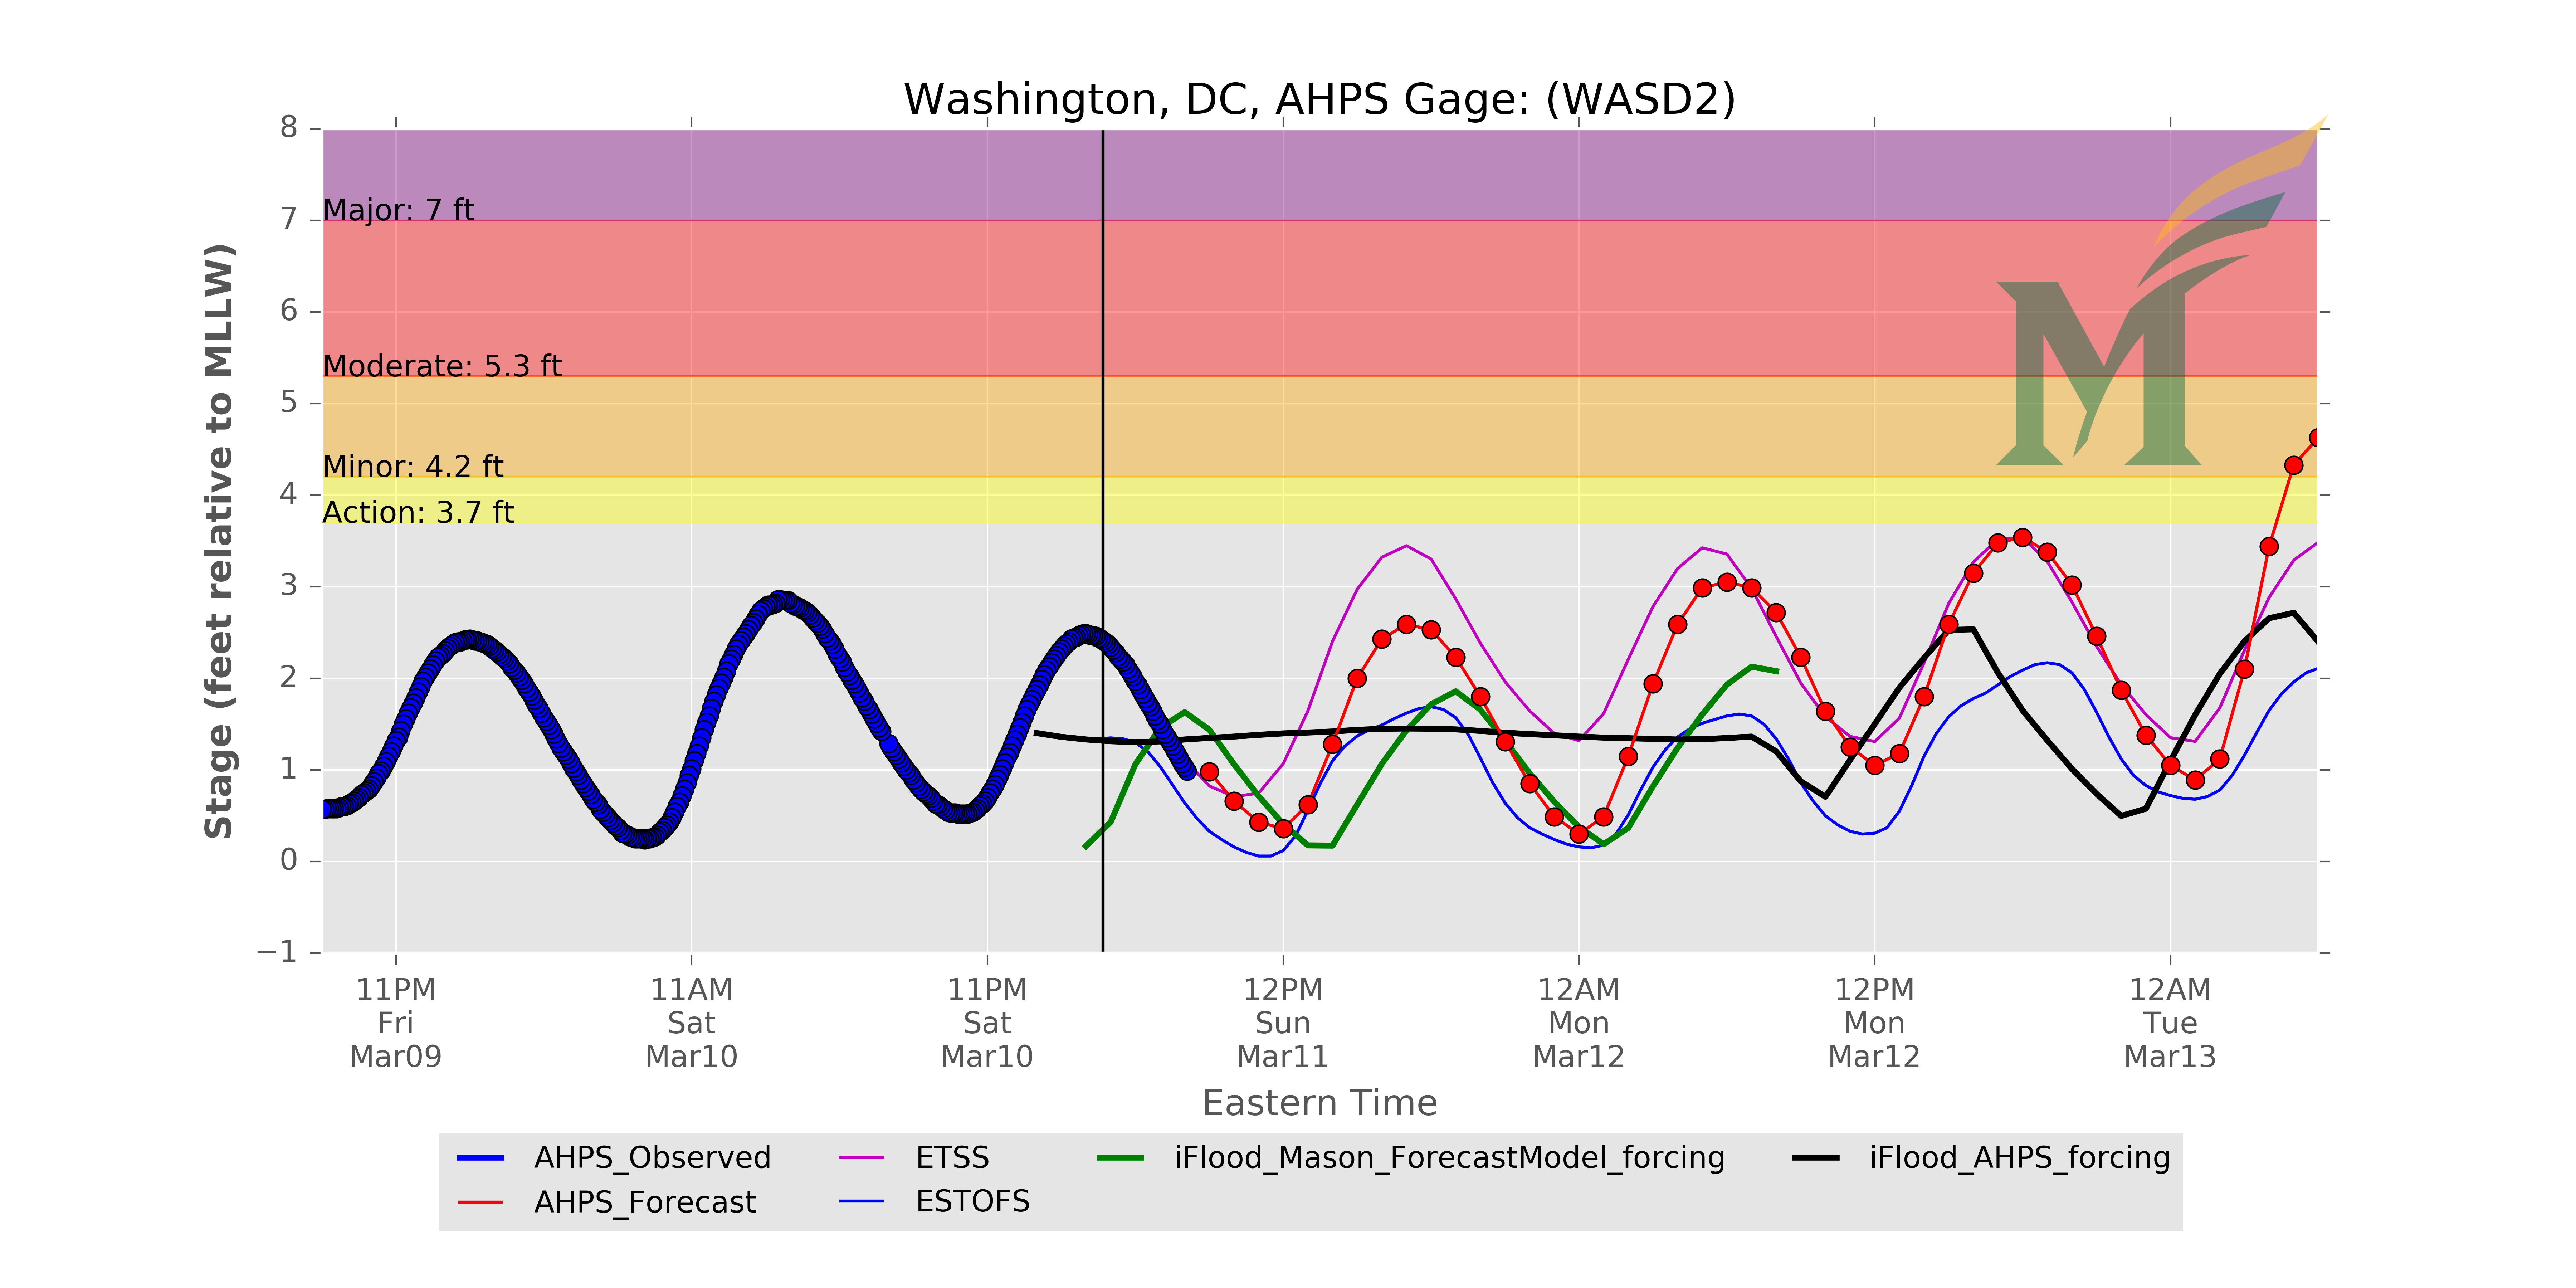 Washington, DC, AHPS Gage: (WASD2)
8
7
6
5
4
3
2
1
0
−1
Stage (feet relative to MLLW)
Major: 7 ft
Moderate: 5.3 ft
Minor: 4.2 ft
Action: 3.7 ft
11PM
Fri
Mar09
11AM
Sat
Mar10
11PM
Sat
Mar10
12PM
Sun
Mar11
12AM
Mon
Mar12
12PM
Mon
Mar12
12AM
Tue
Mar13
Eastern Time
AHPS_Observed
AHPS_Forecast
ETSS
ESTOFS
iFlood_Mason_ForecastModel_forcing
iFlood_AHPS_forcing
M